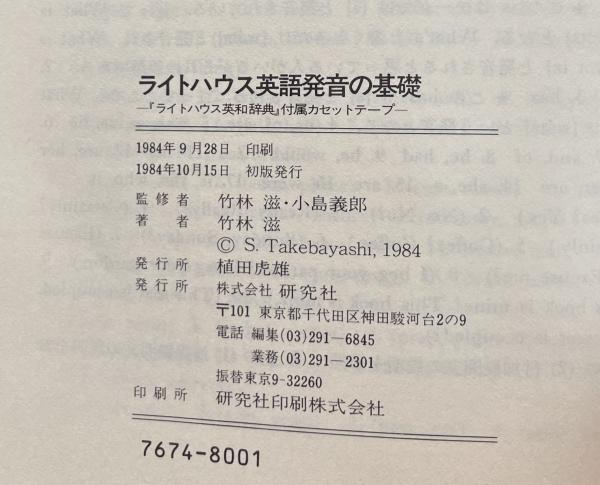 ライトハウス英語発音の基礎
―『ライトハウス英和辞典』付属カセットテープ―
1984年9月28日 印刷
1984年10月15日 初版発行
監修者 竹林 滋・小島義郎
著者 竹林 滋
© S. Takebayashi, 1984
発行所 植田虎雄
発行所 株式会社 研究社
〒101 東京都千代田区神田駿河台2の9
電話 編集(03)291–6845
業務(03)291–2301
振替東京9-32260
印刷所 研究社印刷株式会社
7674-8001